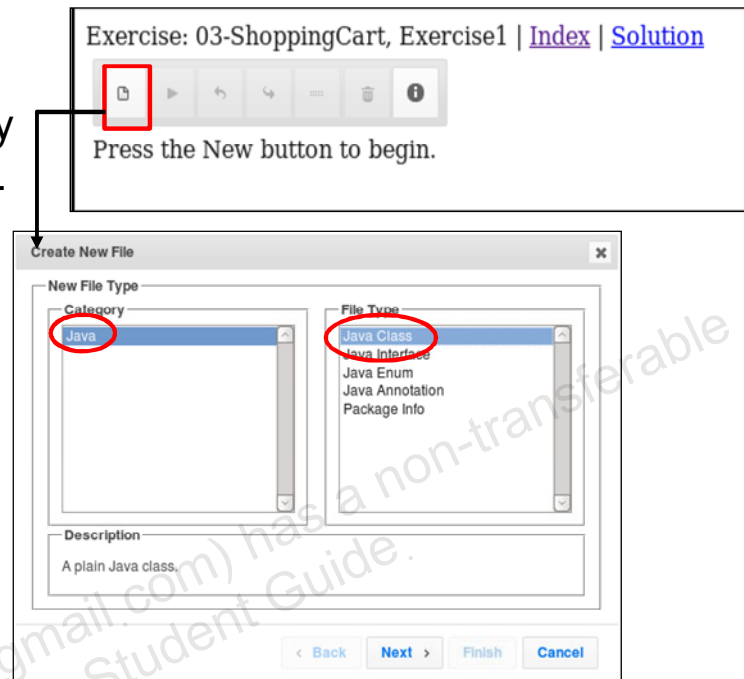 Exercise: 03-ShoppingCart, Exercise1 | Index | Solution
y
.
Press the New button to begin.
Create New File
New File Type
Category
File Type
Java
Java Class
Java Interface
Java Enum
Java Annotation
Package Info
Description
A plain Java class.
< Back Next > Finish Cancel
gmail.com) has a non-transferable
Student Guide.